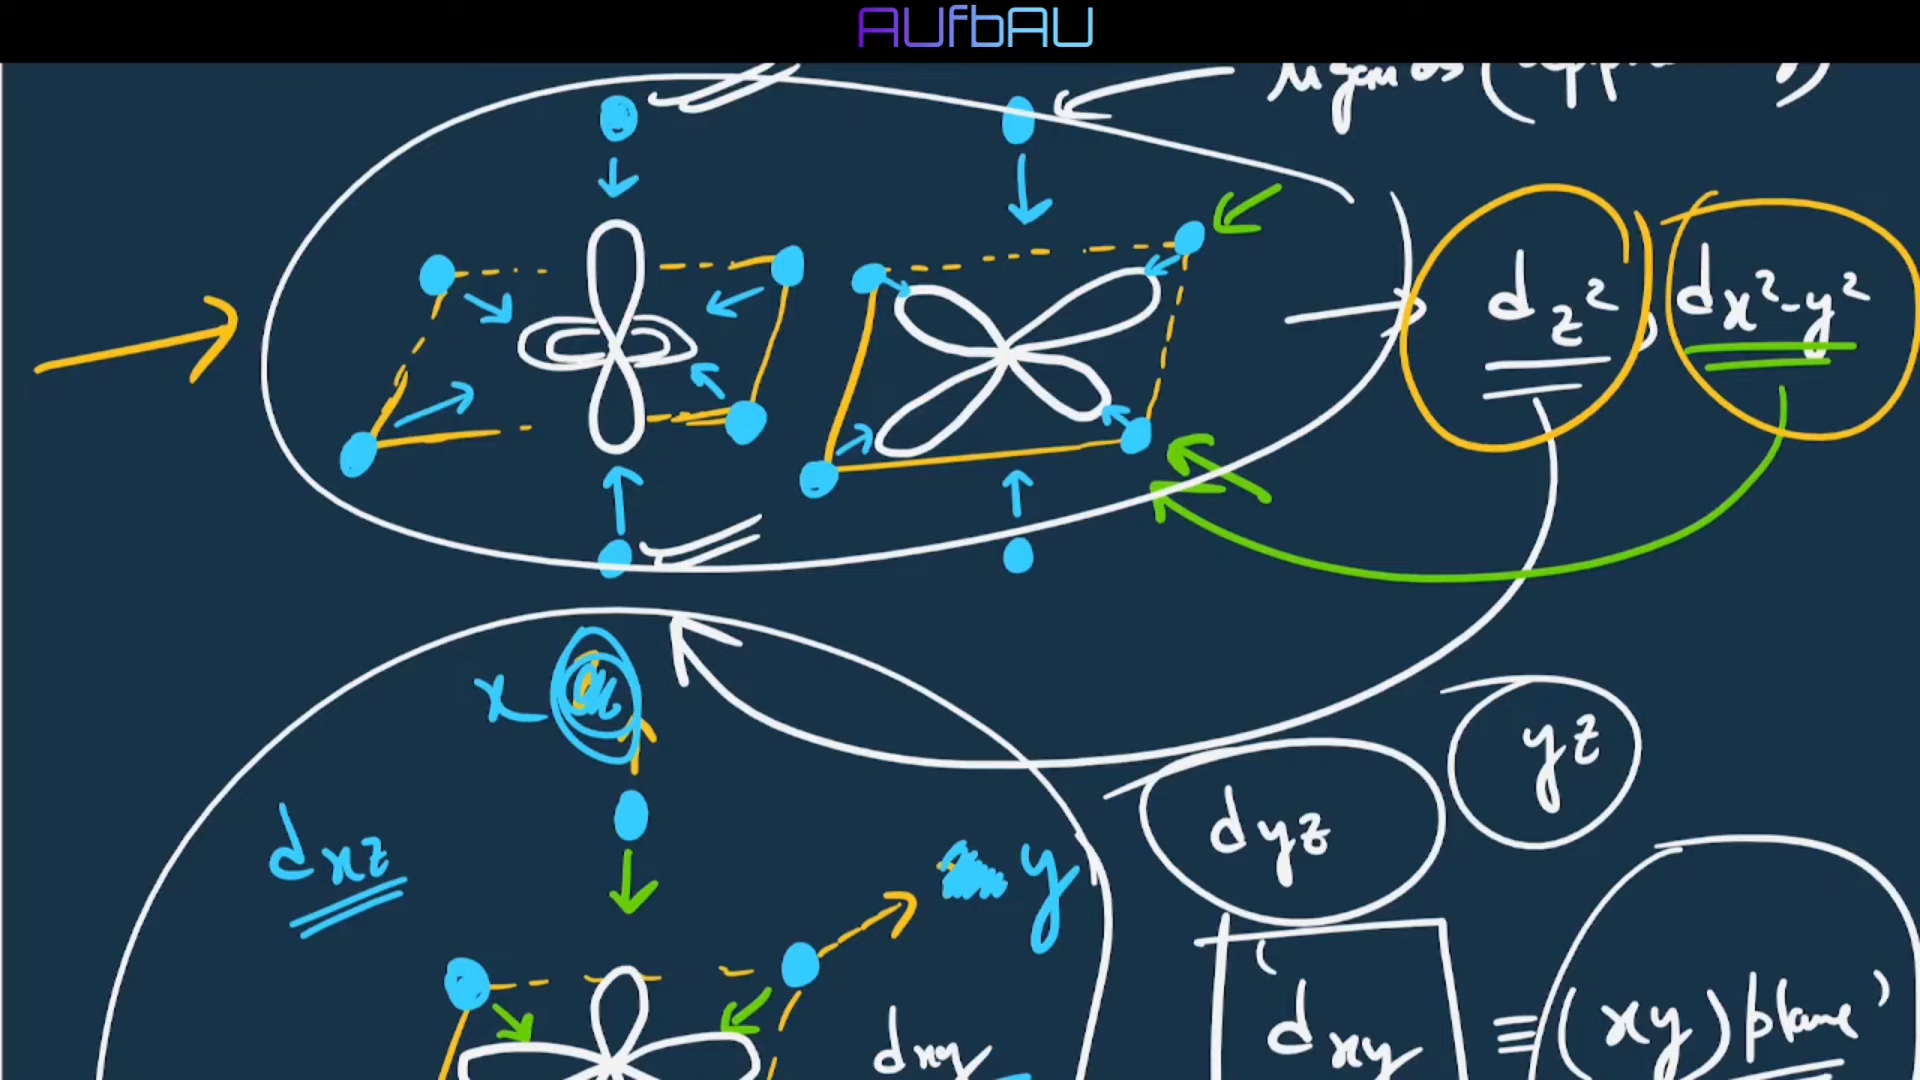 AUfbAU
dz², dx²-y²
x
yz
dyz
dxz
y
dxy
dxy ≡ (xy) plane